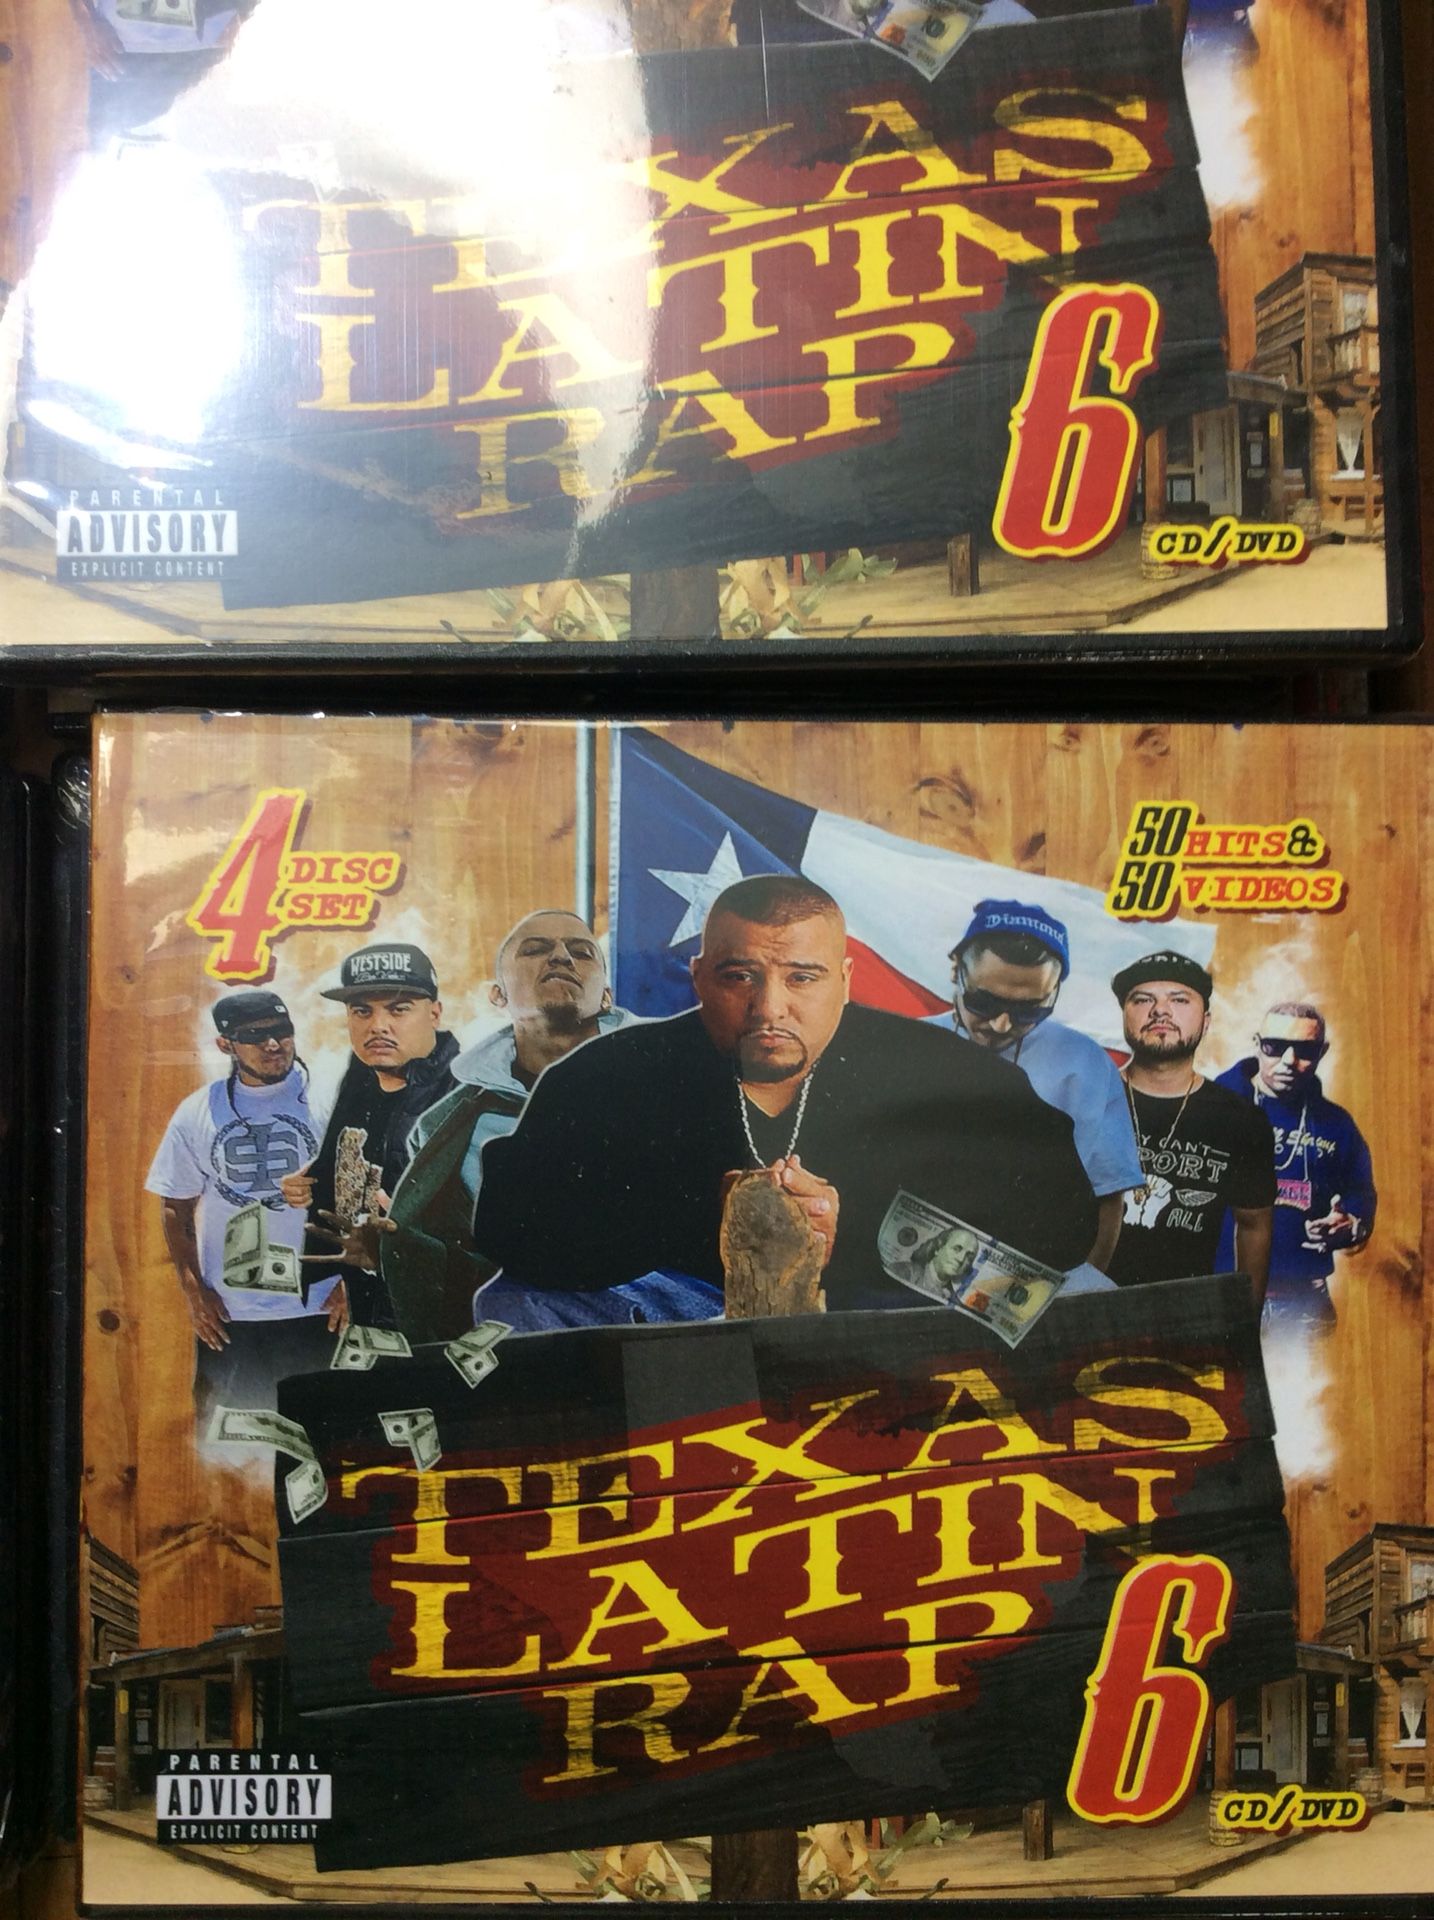 TEXAS
LATIN
RAP
6
CD/DVD
PARENTAL
ADVISORY
EXPLICIT CONTENT
4 DISC
SET
50 HITS &
50 VIDEOS
WESTSIDE
Diamond
CAN'T
PORT
ALL
TEXAS
LATIN
RAP
6
CD/DVD
PARENTAL
ADVISORY
EXPLICIT CONTENT